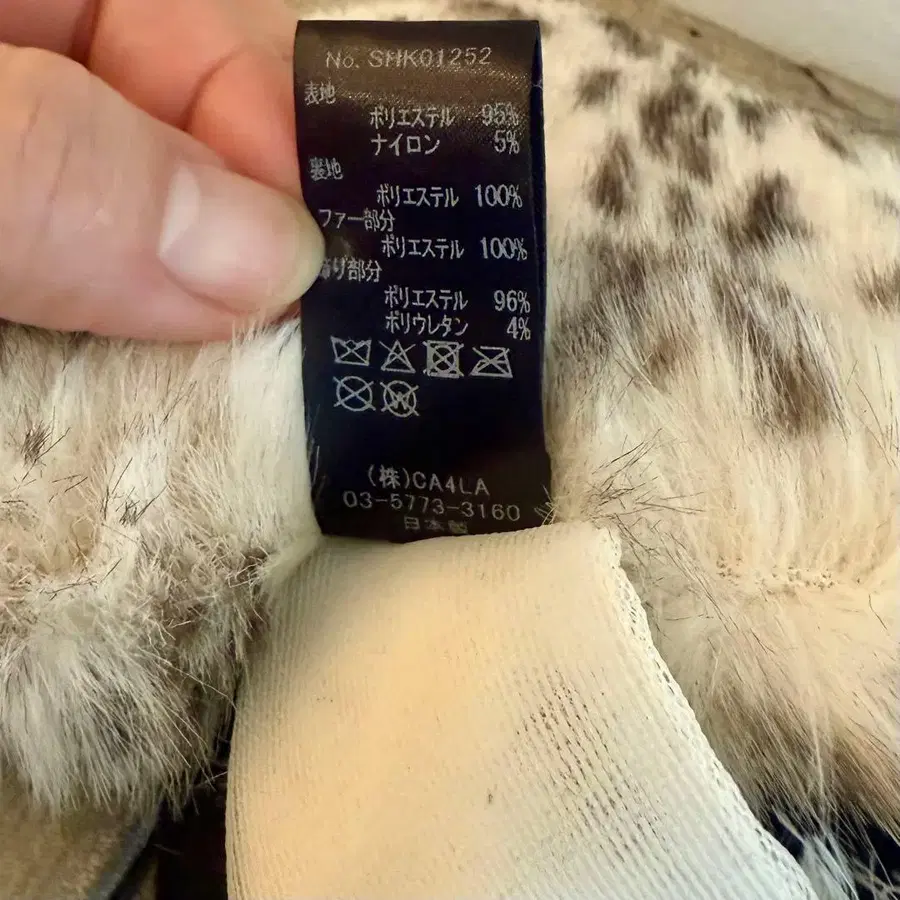 No. SHK01252
表地
ポリエステル 95%
ナイロン 5%
裏地
ポリエステル 100%
ファー部分
ポリエステル 100%
飾り部分
ポリエステル 96%
ポリウレタン 4%
W
(株)CA4LA
03-5773-3160
日本製